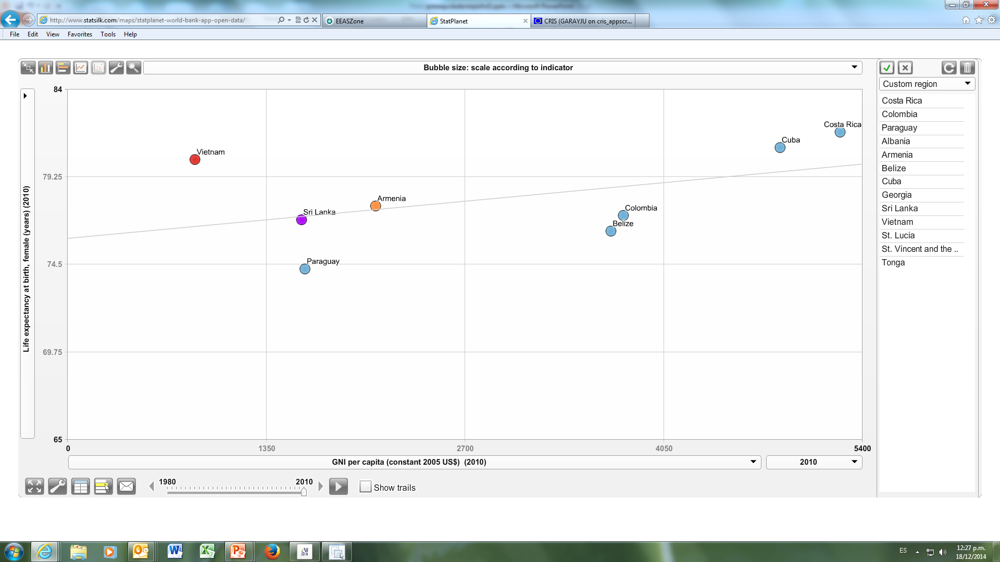 http://www.statsilk.com/maps/statplanet-world-bank-app-open-data/
EEASZone
StatPlanet
CRIS (GARAYJU on cris_appscr...
File Edit View Favorites Tools Help
Bubble size: scale according to indicator
Custom region
Costa Rica
Colombia
Paraguay
Albania
Armenia
Belize
Cuba
Georgia
Sri Lanka
Vietnam
St. Lucia
St. Vincent and the ..
Tonga
Life expectancy at birth, female (years) (2010)
84
79.25
74.5
69.75
65
Costa Rica
Cuba
Vietnam
Armenia
Colombia
Sri Lanka
Belize
Paraguay
0 1350 2700 4050 5400
GNI per capita (constant 2005 US$) (2010)
2010
1980 2010
Show trails
ES
12:27 p.m.
18/12/2014